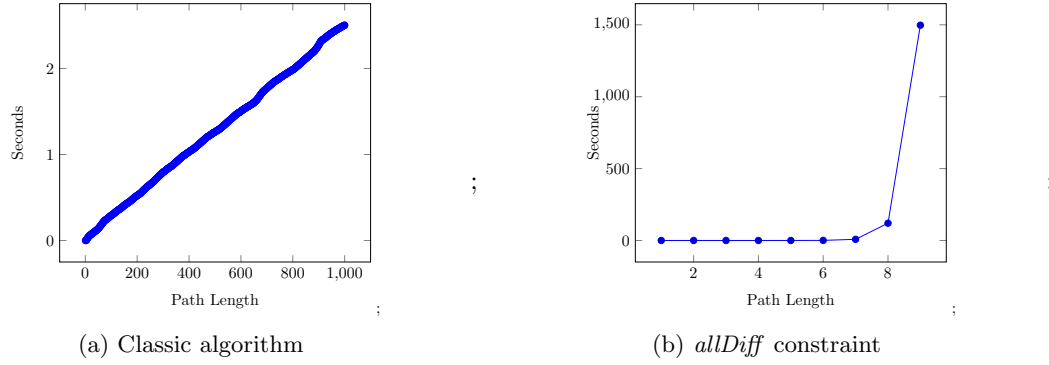 2
1
0
Seconds
0 200 400 600 800 1,000
Path Length
;
;
(a) Classic algorithm
1,500
1,000
500
0
Seconds
2 4 6 8
Path Length
;
;
(b) allDiff constraint